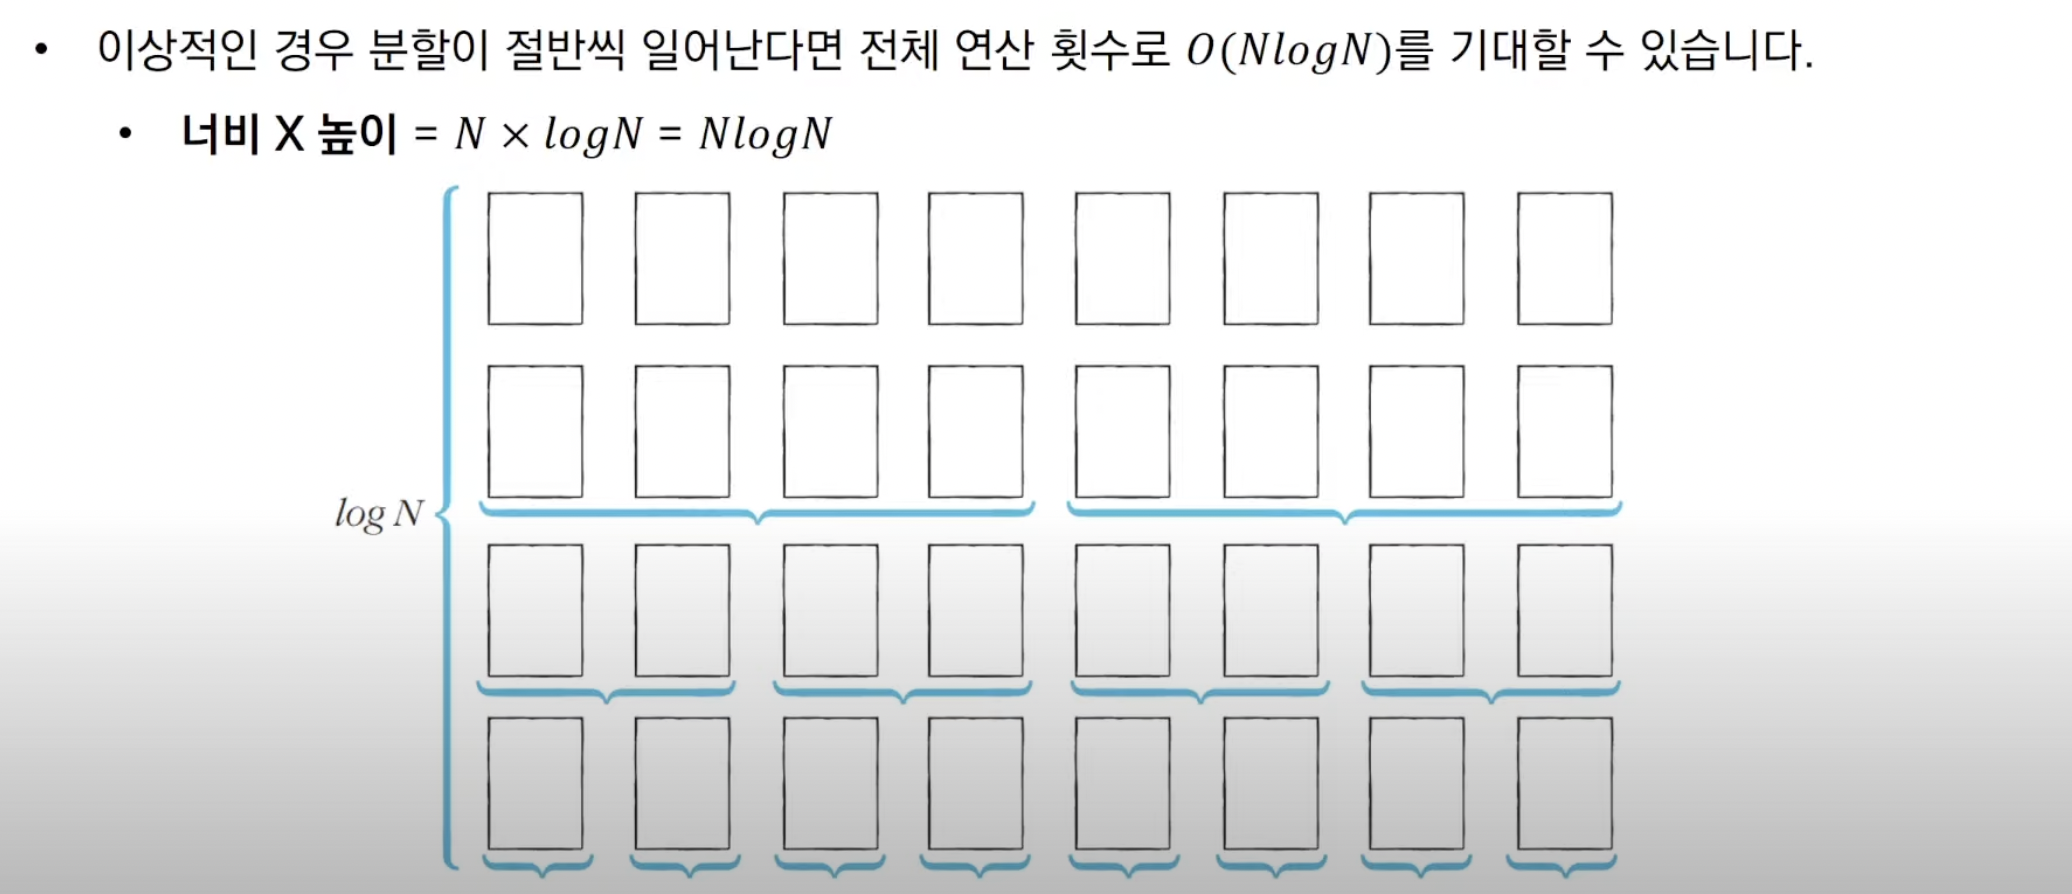 • 이상적인 경우 분할이 절반씩 일어난다면 전체 연산 횟수로 O(NlogN)를 기대할 수 있습니다.
• 너비 X 높이 = N × logN = NlogN
log N